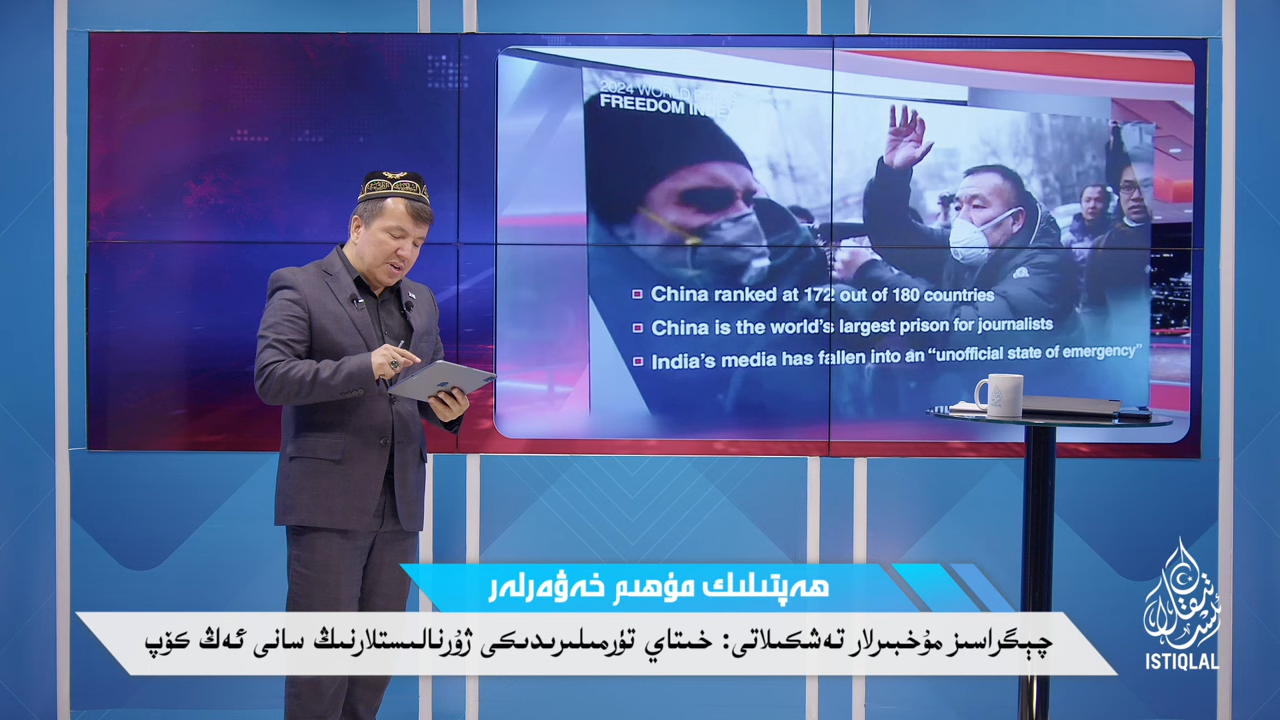 2024 WORLD
FREEDOM INDE
China ranked at 172 out of 180 countries
China is the world’s largest prison for journalists
India’s media has fallen into an “unofficial state of emergency”
ھەپتىلىك مۇھىم خەۋەرلەر
چېگراسىز مۇخبىرلار تەشكىلاتى: خىتاي تۈرمىلىرىدىكى ژۇرنالىستلارنىڭ سانى ئەڭ كۆپ
ئىستىقلال
ISTIQLAL